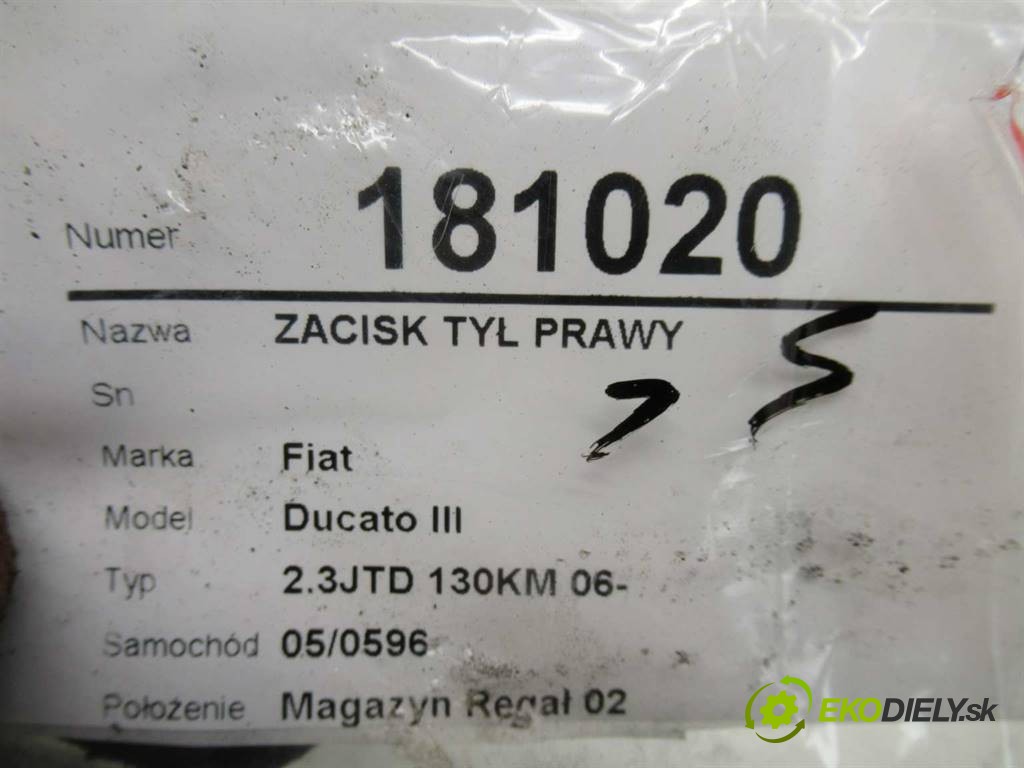 Numer 181020
Nazwa ZACISK TYŁ PRAWY
Sn
Marka Fiat
Model Ducato III
Typ 2.3JTD 130KM 06-
Samochód 05/0596
Położenie Magazyn Regał 02
EKODIELY.sk